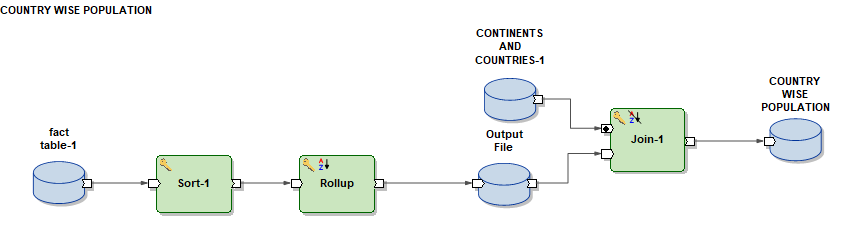 COUNTRY WISE POPULATION
CONTINENTS
AND
COUNTRIES-1
COUNTRY
WISE
POPULATION
fact
table-1
Output
File
Join-1
Sort-1
Rollup